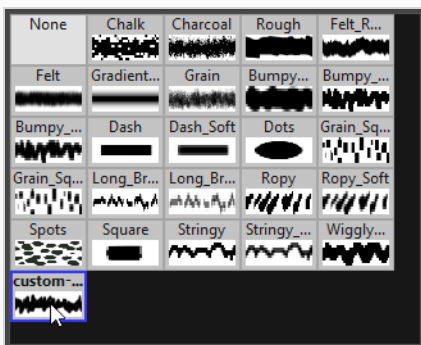 None Chalk Charcoal Rough Felt_R...
Felt Gradient... Grain Bumpy... Bumpy_...
Bumpy_... Dash Dash_Soft Dots Grain_Sq...
Grain_Sq... Long_Br... Long_Br... Ropy Ropy_Soft
Spots Square Stringy Stringy_... Wiggly...
custom-...